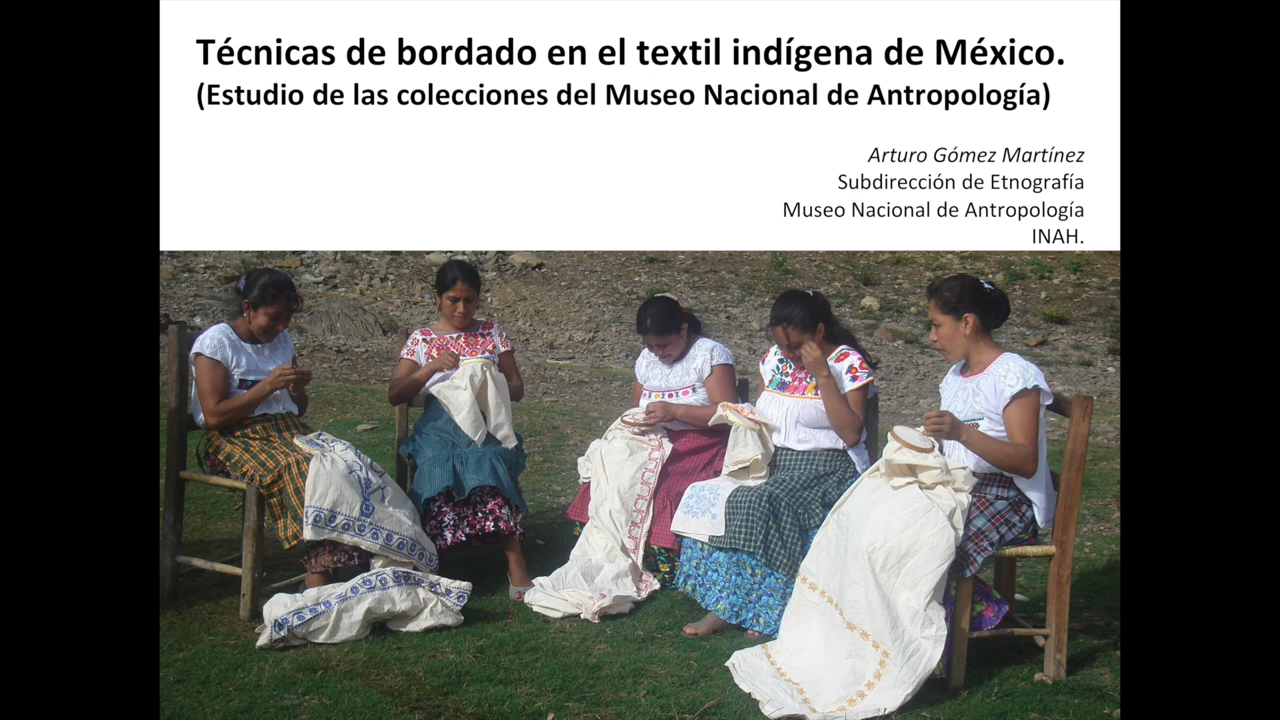 Técnicas de bordado en el textil indígena de México.
(Estudio de las colecciones del Museo Nacional de Antropología)
Arturo Gómez Martínez
Subdirección de Etnografía
Museo Nacional de Antropología
INAH.